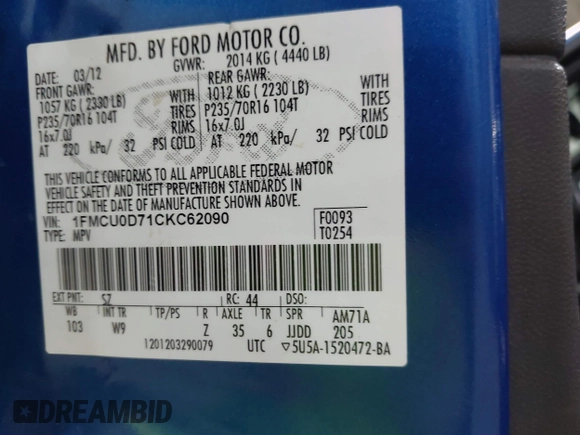 MFD. BY FORD MOTOR CO.
DATE: 03/12 GVWR: 2014 KG ( 4440 LB)
FRONT GAWR: REAR GAWR:
1057 KG ( 2330 LB) WITH 1012 KG ( 2230 LB) WITH
P235/70R16 104T TIRES P235/70R16 104T TIRES
16x7.0J RIMS 16x7.0J RIMS
AT 220 kPa/ 32 PSI COLD AT 220 kPa/ 32 PSI COLD
THIS VEHICLE CONFORMS TO ALL APPLICABLE FEDERAL MOTOR
VEHICLE SAFETY AND THEFT PREVENTION STANDARDS IN
EFFECT ON THE DATE OF MANUFACTURE SHOWN ABOVE.
VIN: 1FMCU0D71CKC62090 F0093
TYPE: MPV T0254
EXT PNT: SZ RC: 44 DSO:
WB INT TR TP/PS R AXLE TR SPR AM71A
103 W9 Z 35 6 JJDD 205
1201203290079 UTC ▽5U5A-1520472-BA
DREAMBID